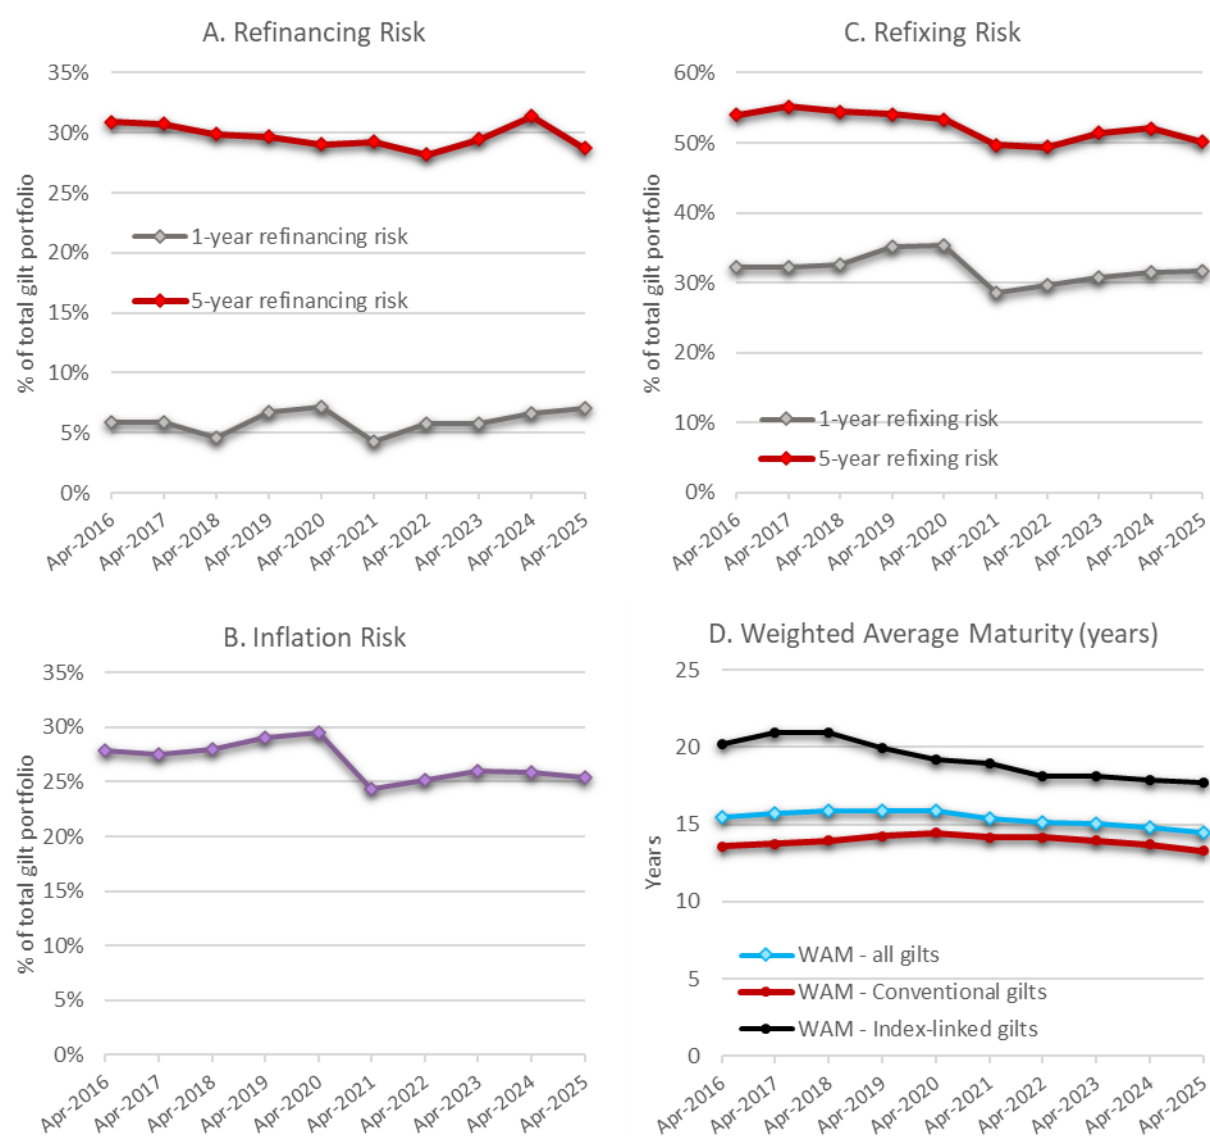 A. Refinancing Risk
35%
30%
25%
20%
15%
10%
5%
0%
% of total gilt portfolio
1-year refinancing risk
5-year refinancing risk
Apr-2016
Apr-2017
Apr-2018
Apr-2019
Apr-2020
Apr-2021
Apr-2022
Apr-2023
Apr-2024
Apr-2025
C. Refixing Risk
60%
50%
40%
30%
20%
10%
0%
% of total gilt portfolio
1-year refixing risk
5-year refixing risk
Apr-2016
Apr-2017
Apr-2018
Apr-2019
Apr-2020
Apr-2021
Apr-2022
Apr-2023
Apr-2024
Apr-2025
B. Inflation Risk
35%
30%
25%
20%
15%
10%
5%
0%
% of total gilt portfolio
Apr-2016
Apr-2017
Apr-2018
Apr-2019
Apr-2020
Apr-2021
Apr-2022
Apr-2023
Apr-2024
Apr-2025
D. Weighted Average Maturity (years)
25
20
15
10
5
0
Years
WAM - all gilts
WAM - Conventional gilts
WAM - Index-linked gilts
Apr-2016
Apr-2017
Apr-2018
Apr-2019
Apr-2020
Apr-2021
Apr-2022
Apr-2023
Apr-2024
Apr-2025